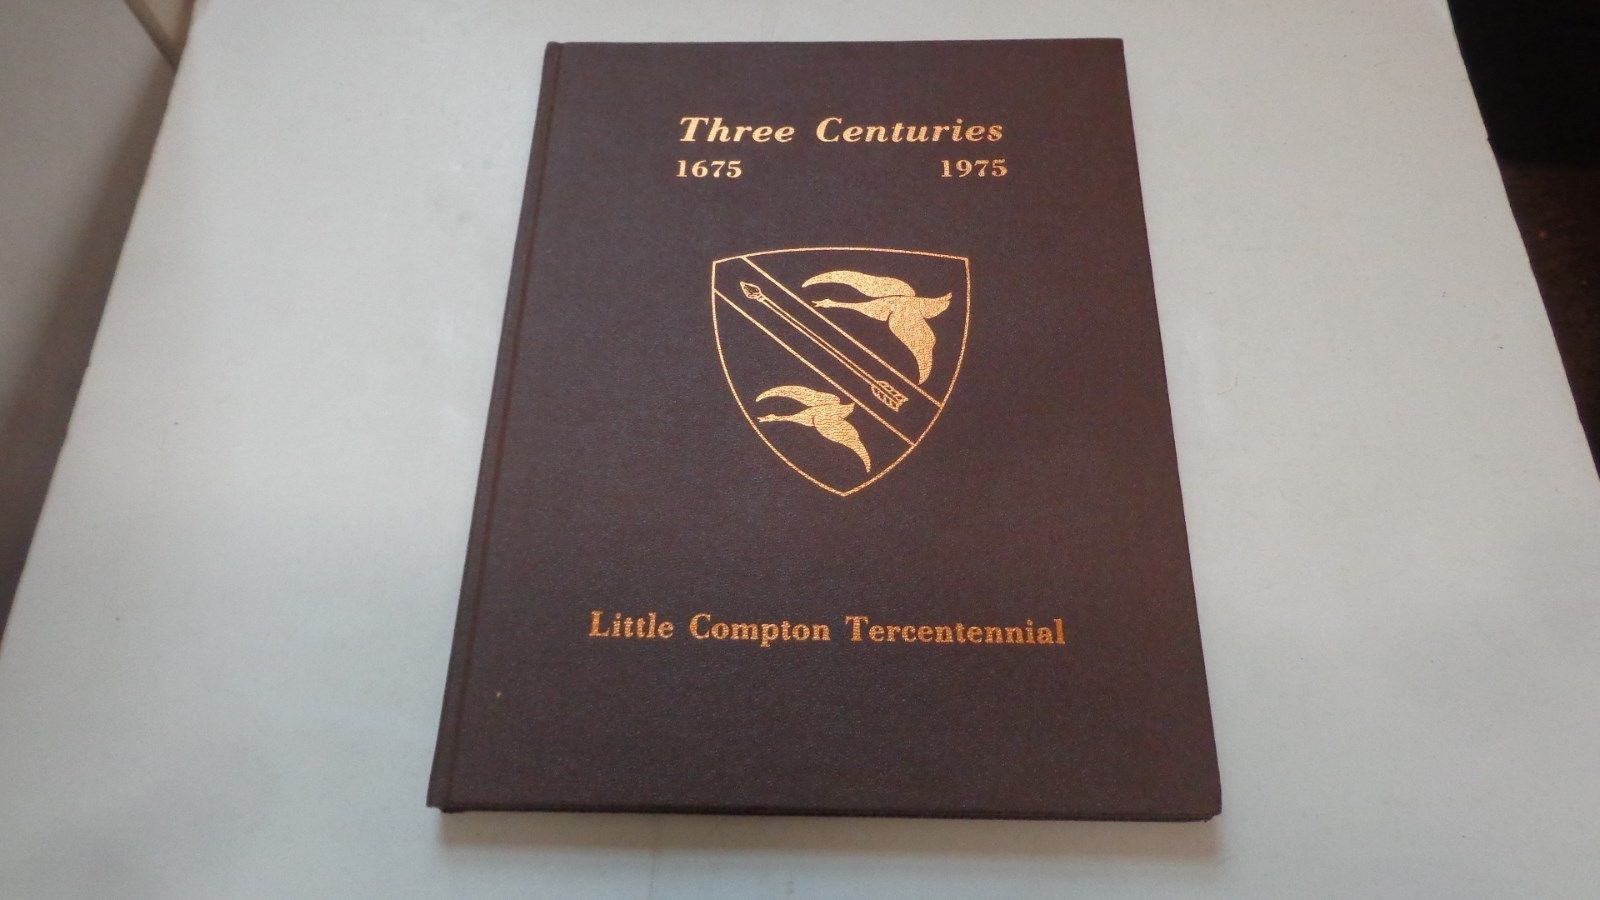 Three Centuries
1675 1975
Little Compton Tercentennial